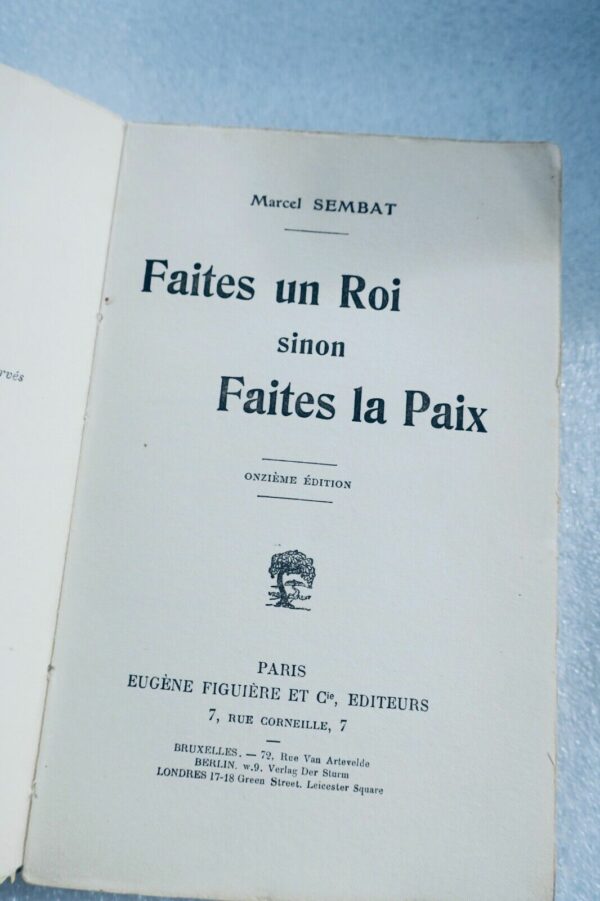 rvés
Marcel SEMBAT
Faites un Roi
sinon
Faites la Paix
ONZIÈME ÉDITION
PARIS
EUGÈNE FIGUIÈRE ET Cie, EDITEURS
7, RUE CORNEILLE, 7
BRUXELLES. — 72, Rue Van Artevelde
BERLIN. w.9. Verlag Der Sturm
LONDRES 17-18 Green Street. Leicester Square